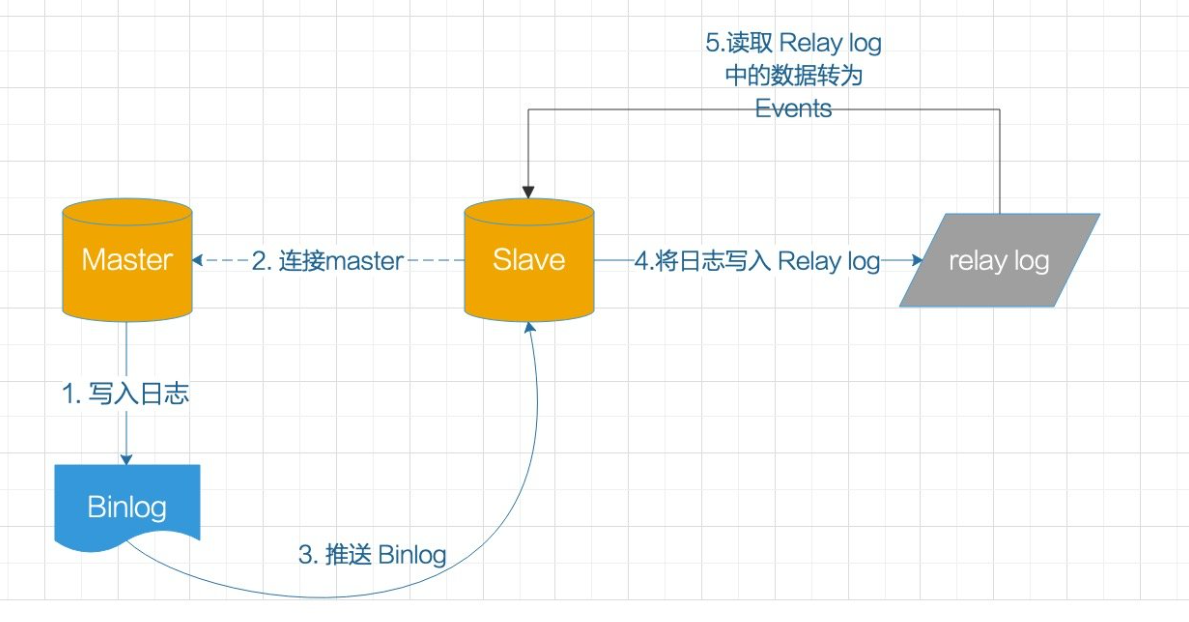 5.读取 Relay log
中的数据转为
Events
Master
2. 连接master
Slave
4.将日志写入 Relay log
relay log
1. 写入日志
Binlog
3. 推送 Binlog